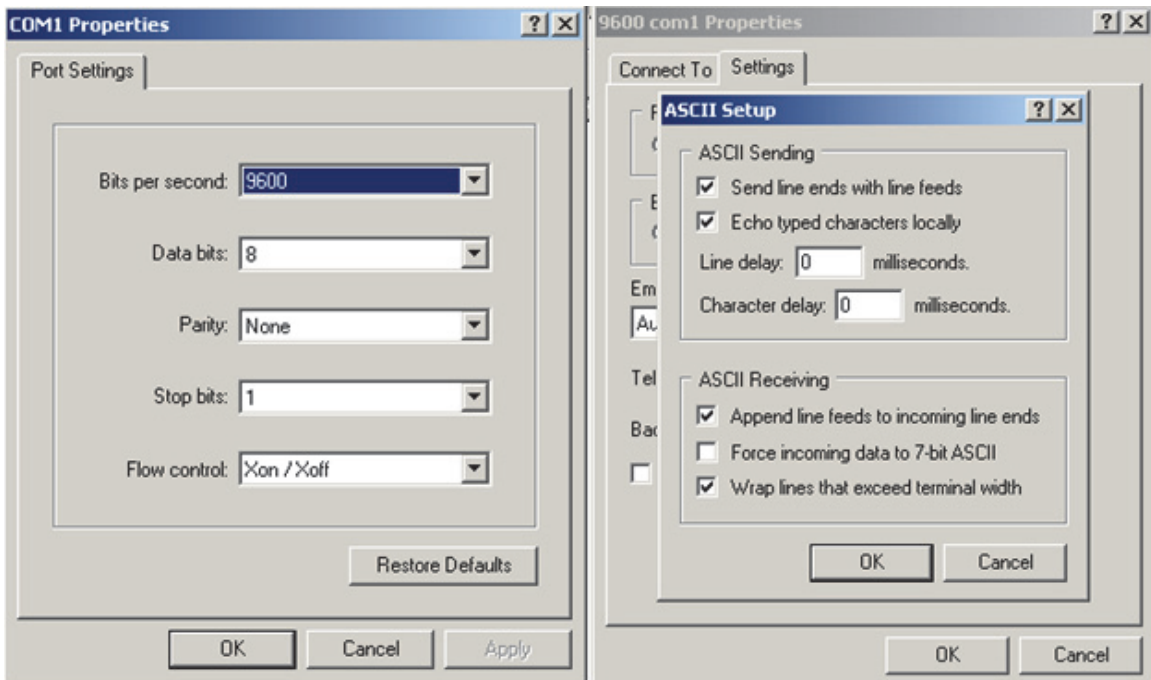 COM1 Properties
Port Settings
Bits per second: 9600
Data bits: 8
Parity: None
Stop bits: 1
Flow control: Xon / Xoff
Restore Defaults
OK Cancel Apply
9600 com1 Properties
Connect To Settings
ASCII Setup
ASCII Sending
Send line ends with line feeds
Echo typed characters locally
Line delay: 0 milliseconds.
Character delay: 0 milliseconds.
Em
Au
Tel
ASCII Receiving
Append line feeds to incoming line ends
Bac
Force incoming data to 7-bit ASCII
Wrap lines that exceed terminal width
OK Cancel
OK Cancel